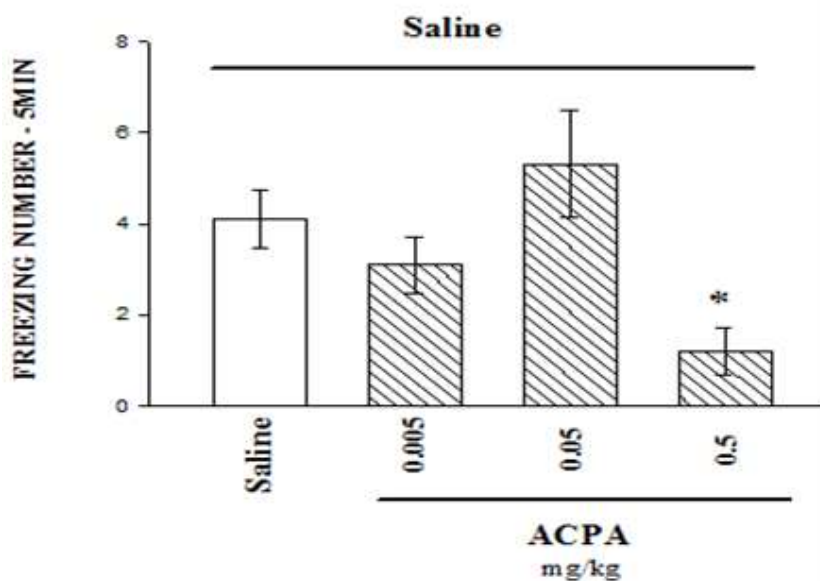 Saline
FREEZING NUMBER - 5MIN
8
6
4
2
0
*
Saline
0.005
0.05
0.5
ACPA
mg/kg